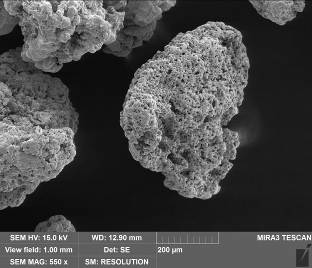 SEM HV: 15.0 kV WD: 12.90 mm MIRA3 TESCAN
View field: 1.00 mm Det: SE 200 μm
SEM MAG: 550 x SM: RESOLUTION